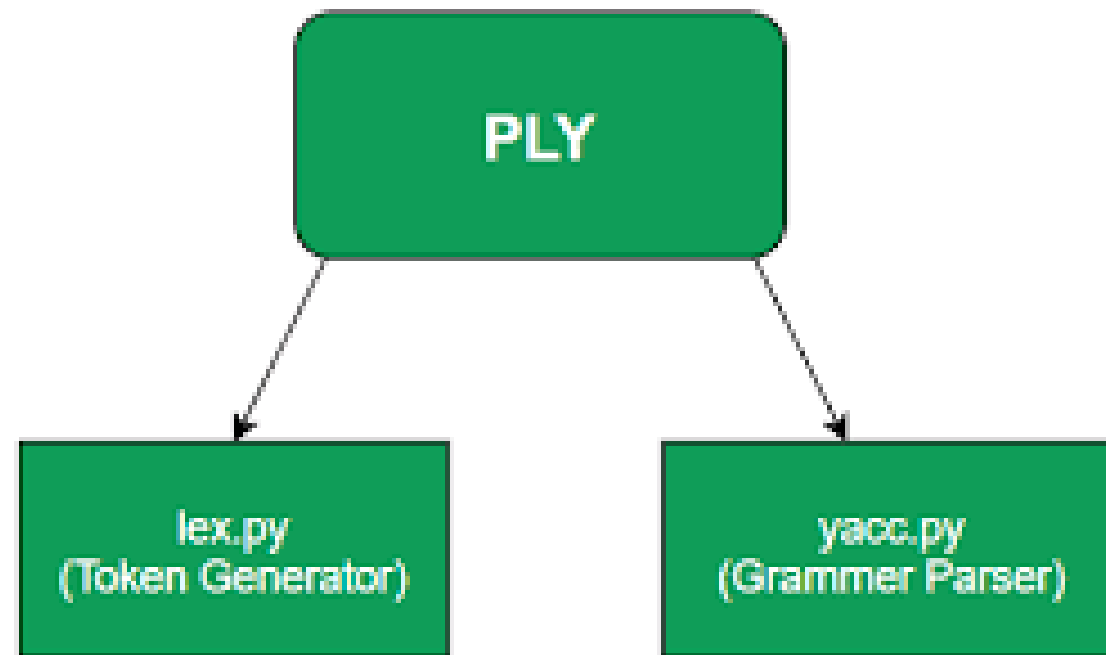 PLY
lex.py
(Token Generator)
yacc.py
(Grammer Parser)